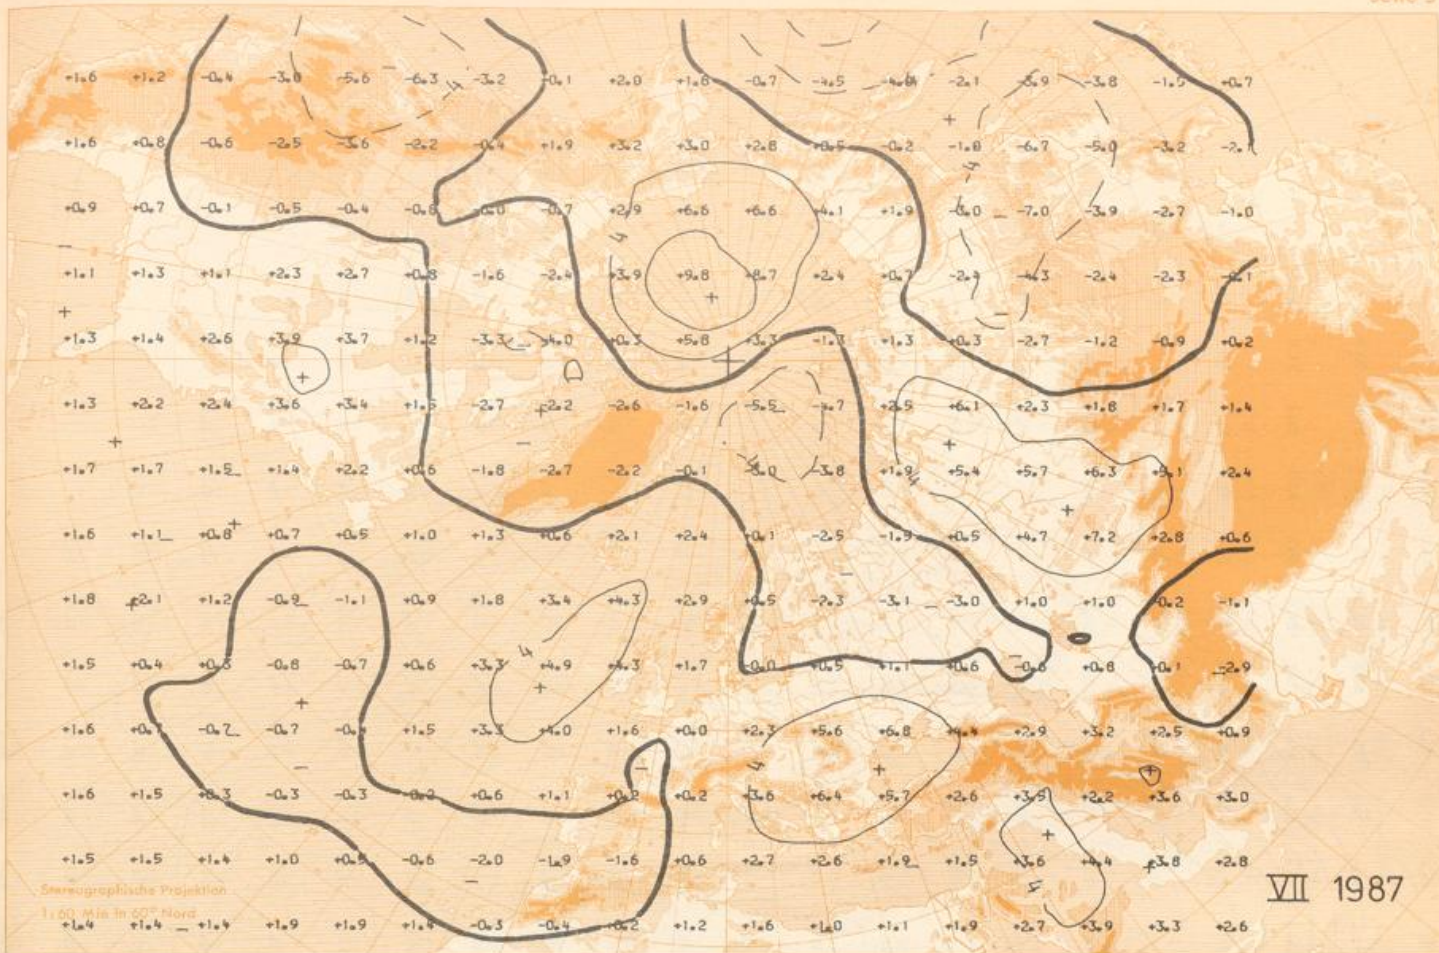 +1.6 +1.2 -0.4 -3.0 -5.6 -6.3 -3.2 -0.1 +2.0 +1.8 -0.7 -4.5 -2.1 -3.9 -3.8 -1.5 +0.7
-4
+1.6 +0.8 -0.6 -2.5 -3.6 -2.2 -0.4 +1.9 +3.2 +3.0 +2.8 +0.5 -0.2 -1.8 -6.7 -5.0 -3.2 -2.1
-4
+0.9 +0.7 -0.1 -0.5 -0.4 -0.7 +2.9 +6.6 +6.6 +4.1 +1.9 -3.0 -7.0 -3.9 -2.7 -1.0
4
+1.1 +1.3 +1.1 +2.3 +2.7 +0.8 -1.6 -2.4 +3.9 +9.8 +8.7 +2.4 +0.7 -2.4 -4.3 -2.4 -2.3 -0.1
+1.3 +1.4 +2.6 +3.9 +3.7 +1.2 -3.3 -4.0 +0.3 +5.8 +3.3 -1.3 +1.3 +0.3 -2.7 -1.2 -0.9 +0.2
+1.3 +2.2 +2.4 +3.6 +3.4 +1.5 -2.7 -2.2 -2.6 -1.6 -5.5 -4.7 +2.5 +6.1 +2.3 +1.8 +1.7 +1.4
+1.7 +1.7 +1.5 +1.4 +2.2 +0.6 -1.8 -2.7 -2.2 -0.1 -3.8 +1.9 +5.4 +5.7 +6.3 +5.1 +2.4
4
+1.6 +1.1 +0.8 +0.7 +0.5 +1.0 +1.3 +0.6 +2.1 +2.4 +0.1 -2.5 -1.9 +0.5 +4.7 +7.2 +2.8 +0.6
+1.8 +2.1 +1.2 -0.9 -1.1 +0.9 +1.8 +3.4 +4.3 +2.9 +0.5 -2.3 -3.1 -3.0 +1.0 +1.0 -0.2 -1.1
4
+1.5 +0.4 +0.3 -0.8 -0.7 +0.6 +3.3 +4.9 +4.3 +1.7 -0.0 +0.5 +1.1 +0.6 -0.6 +0.8 +0.1 -2.9
+1.6 -0.7 +1.5 +3.3 +4.0 +1.6 +0.0 +2.3 +5.6 +6.8 +4.4 +2.9 +3.2 +2.5 +0.9
4
+1.6 +1.5 +0.3 -0.3 -0.3 -0.2 +0.6 +1.1 +0.2 +0.2 +3.6 +6.4 +5.7 +2.6 +3.5 +2.2 +3.6 +3.0
+1.5 +1.5 +1.4 +1.0 +0.5 -0.6 -2.0 -1.9 -1.6 +0.6 +2.7 +2.6 +1.9 +1.5 +3.6 +4.4 +3.8 +2.8
4
Stereographische Projektion
1:60 Mio in 60° Nord
VII 1987
+1.4 +1.4 +1.4 +1.9 +1.9 +1.4 -0.3 -0.4 +0.2 +1.2 +1.6 +1.0 +1.1 +1.9 +2.7 +3.9 +3.3 +2.6